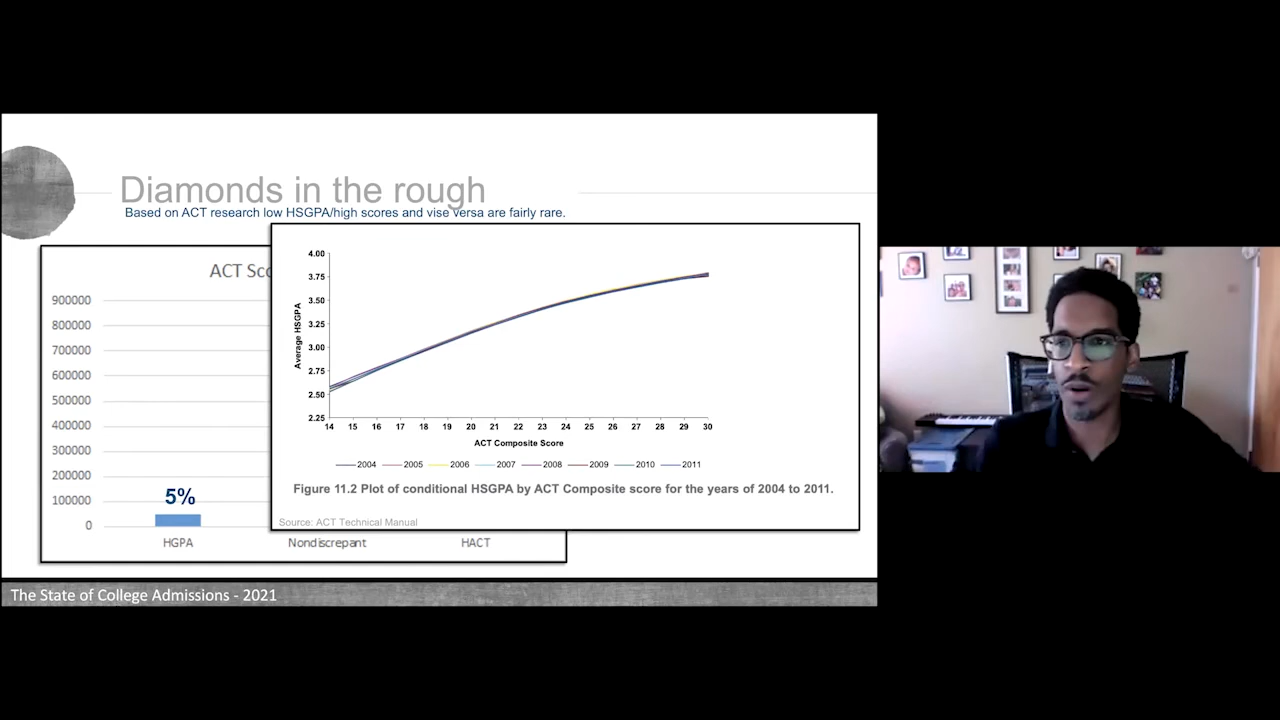 Diamonds in the rough
Based on ACT research low HSGPA/high scores and vise versa are fairly rare.
ACT Sco
900000
800000
700000
600000
500000
400000
300000
200000
100000
0
5%
HGPA Nondiscrepant HACT
4.00
3.75
3.50
3.25
3.00
2.75
2.50
2.25
Average HSGPA
14 15 16 17 18 19 20 21 22 23 24 25 26 27 28 29 30
ACT Composite Score
2004 2005 2006 2007 2008 2009 2010 2011
Figure 11.2 Plot of conditional HSGPA by ACT Composite score for the years of 2004 to 2011.
Source: ACT Technical Manual
The State of College Admissions - 2021